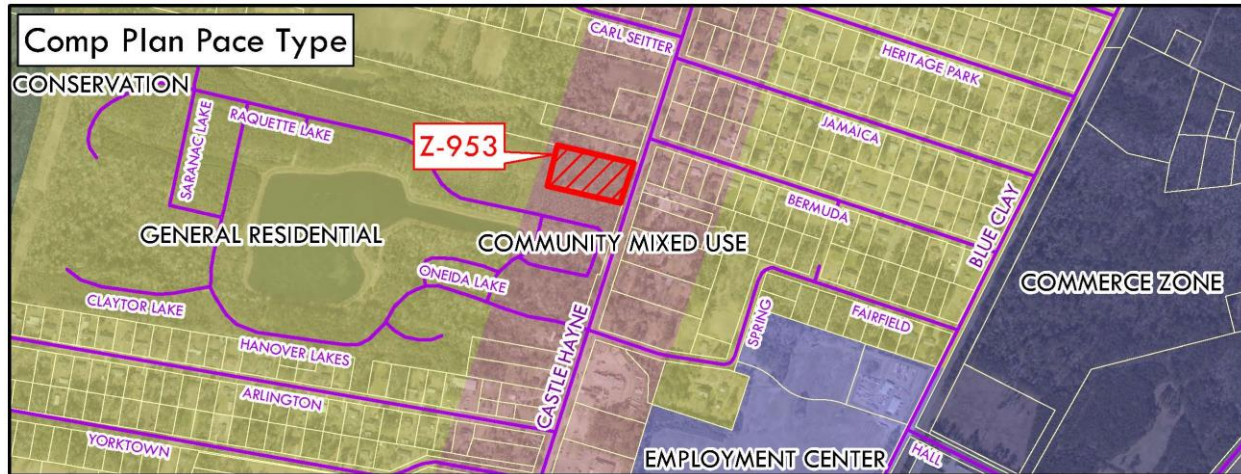 Comp Plan Pace Type
CARL SEITTER
HERITAGE PARK
CONSERVATION
RAQUETTE LAKE
SARANAC LAKE
Z-953
JAMAICA
BERMUDA
BLUE CLAY
GENERAL RESIDENTIAL
COMMUNITY MIXED USE
COMMERCE ZONE
ONEIDA LAKE
CLAYTOR LAKE
SPRING
FAIRFIELD
HANOVER LAKES
CASTLE HAYNE
ARLINGTON
YORKTOWN
EMPLOYMENT CENTER
HALL